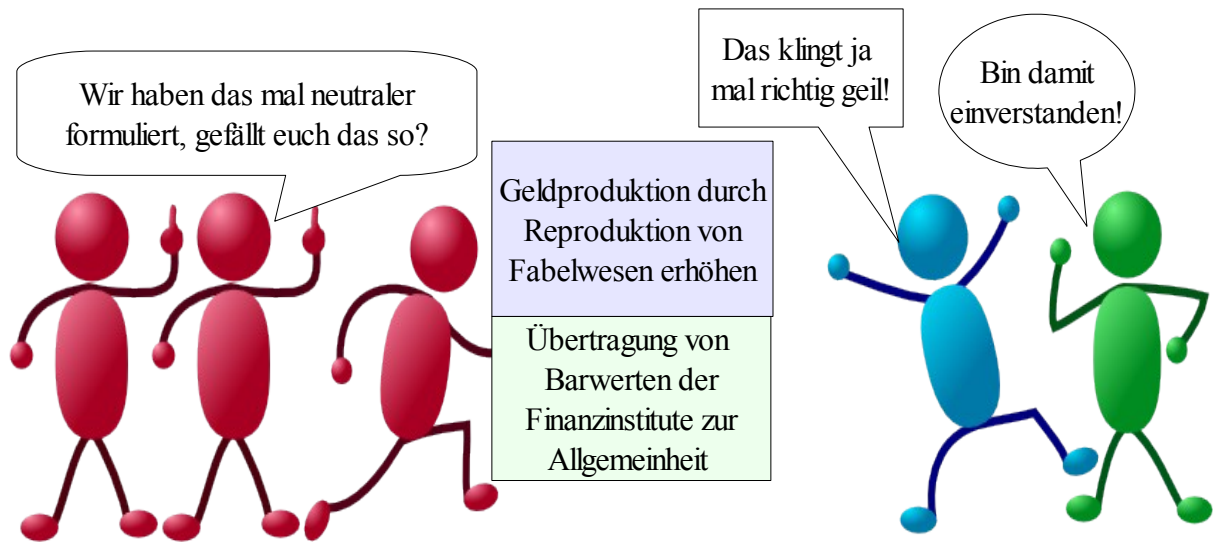 Wir haben das mal neutraler
formuliert, gefällt euch das so?
Das klingt ja
mal richtig geil!
Bin damit
einverstanden!
Geldproduktion durch
Reproduktion von
Fabelwesen erhöhen
Übertragung von
Barwerten der
Finanzinstitute zur
Allgemeinheit